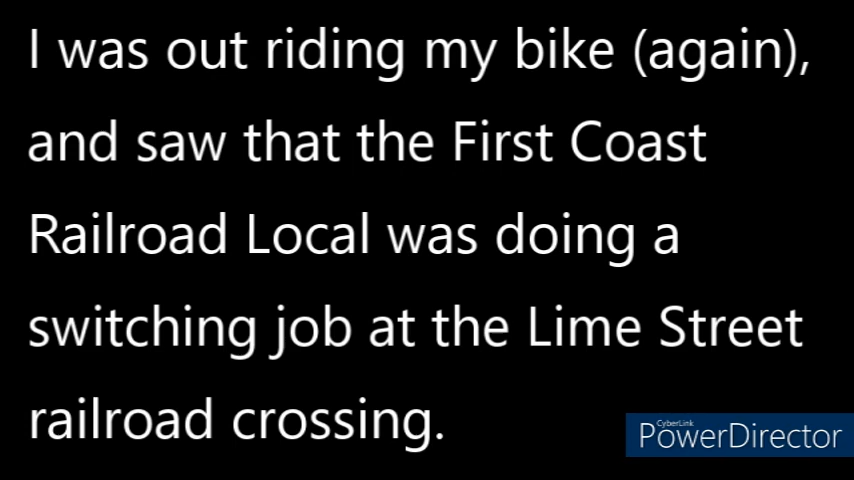 I was out riding my bike (again),
and saw that the First Coast
Railroad Local was doing a
switching job at the Lime Street
railroad crossing.
CyberLink
PowerDirector